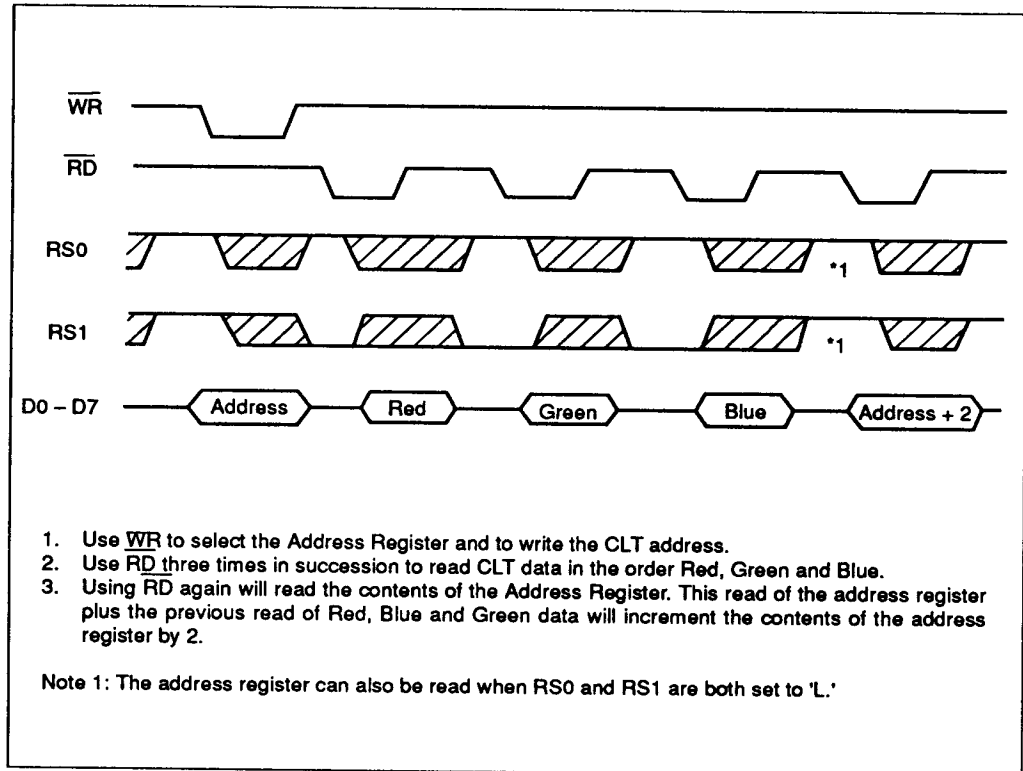 WR
RD
RS0
*1
RS1
*1
D0 – D7 Address Red Green Blue Address + 2
1. Use WR to select the Address Register and to write the CLT address.
2. Use RD three times in succession to read CLT data in the order Red, Green and Blue.
3. Using RD again will read the contents of the Address Register. This read of the address register
plus the previous read of Red, Blue and Green data will increment the contents of the address
register by 2.
Note 1: The address register can also be read when RS0 and RS1 are both set to 'L.'